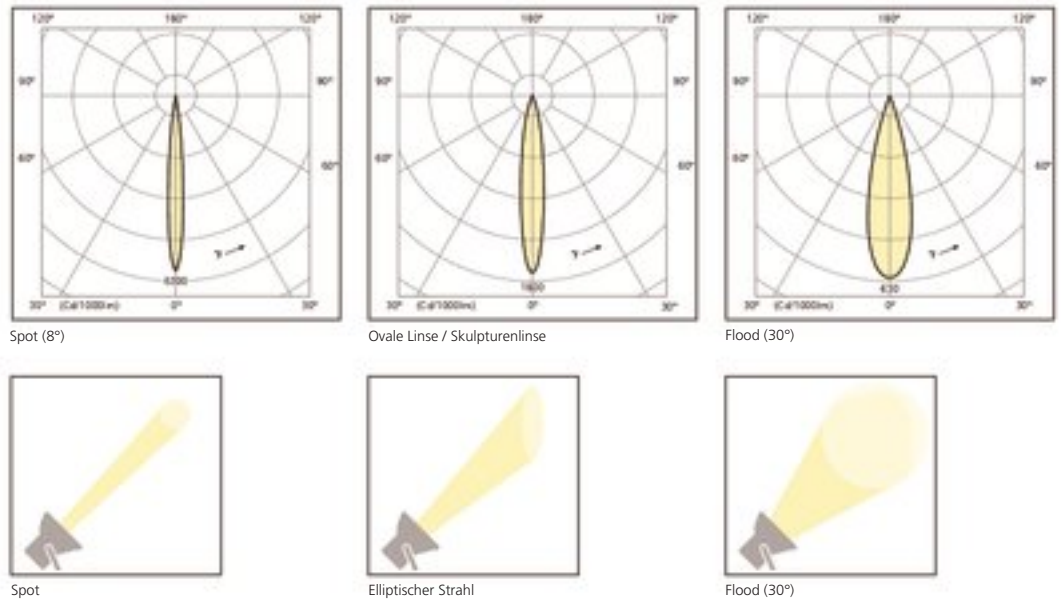 120° 180° 120°
90° 90°
60° 60°
30° (Cd/1000lm) 0° 30°
Spot (8°)
120° 180° 120°
90° 90°
60° 60°
30° (Cd/1000lm) 0° 30°
Ovale Linse / Skulpturenlinse
120° 180° 120°
90° 90°
60° 60°
630
30° (Cd/1000lm) 0° 30°
Flood (30°)
Spot
Elliptischer Strahl
Flood (30°)